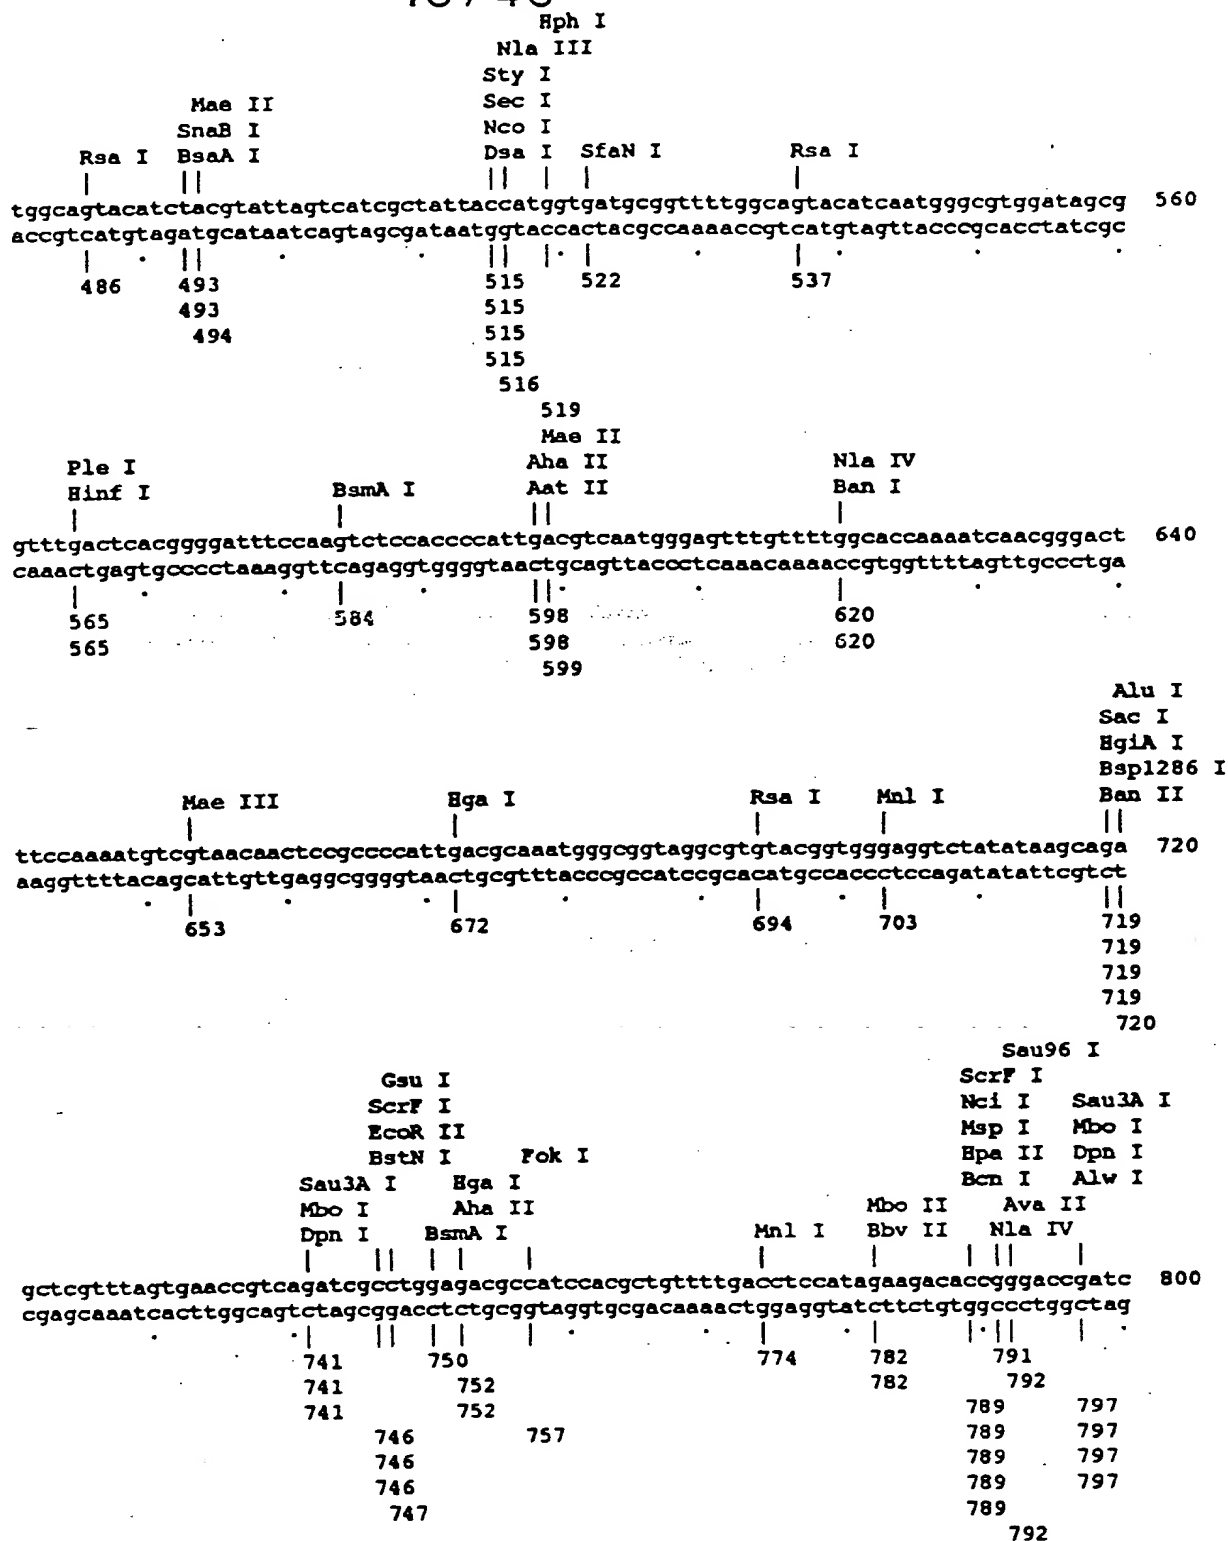 Hph I
Nla III
Sty I
Mae II Sec I
SnaB I Nco I
Rsa I BsaA I Dsa I SfaN I Rsa I
tggcagtacatctacgtattagtcatcgctattaccatggtgatgcggttttggcagtacatcaatgggcgtggatagcg 560
accgtcatgtagatgcataatcagtagcgataatggtaccactacgccaaaaccgtcatgtagttacccgcacctatcgc
486 493 515 522 537
493 515
494 515
515
516
519
Mae II
Ple I Aha II Nla IV
Hinf I BsmA I Aat II Ban I
gtttgactcacggggatttccaagtctccaccccattgacgtcaatgggagtttgttttggcaccaaaatcaacgggact 640
caaactgagtgcccctaaaggttcagaggtggggtaactgcagttaccctcaaacaaaaccgtggttttagttgccctga
565 584 598 620
565 598 620
599
Alu I
Sac I
HgiA I
Bsp1286 I
Mae III Hga I Rsa I Mnl I Ban II
ttccaaaatgtcgtaacaactccgccccattgacgcaaatgggcggtaggcgtgtacggtgggaggtctatataagcaga 720
aaggttttacagcattgttgaggcggggtaactgcgtttacccgccatccgcacatgccaccctccagatatattcgtct
653 672 694 703 719
719
719
719
720
Sau96 I
Gsu I ScrF I
ScrF I Nci I Sau3A I
EcoR II Msp I Mbo I
BstN I Fok I Hpa II Dpn I
Sau3A I Hga I Bcn I Alw I
Mbo I Aha II Mbo II Ava II
Dpn I BsmA I Mnl I Bbv II Nla IV
gctcgtttagtgaaccgtcagatcgcctggagacgccatccacgctgttttgacctccatagaagacaccgggaccgatc 800
cgagcaaatcacttggcagtctagcggacctctgcggtaggtgcgacaaaactggaggtatcttctgtggccctggctag
741 750 774 782 791
741 752 782 792
741 752 789 797
746 757 789 797
746 789 797
746 789 797
747 789
792